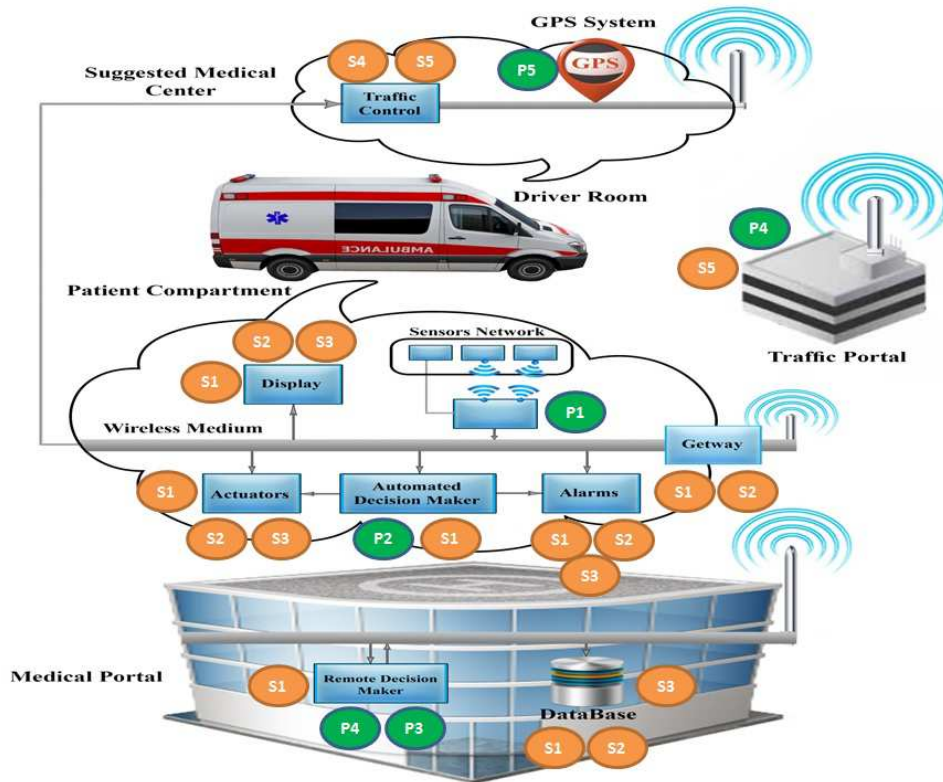 GPS System
S4
S5
P5
GPS
Suggested Medical
Center
Traffic
Control
Driver Room
P4
S5
AMBULANCE
Patient Compartment
Traffic Portal
S2
S3
Sensors Network
S1
Display
P1
Wireless Medium
Getway
S1
Actuators
Automated
Decision Maker
Alarms
S1
S2
S2
S3
P2
S1
S1
S2
S3
Medical Portal
S1
Remote Decision
Maker
S3
P4
P3
DataBase
S1
S2